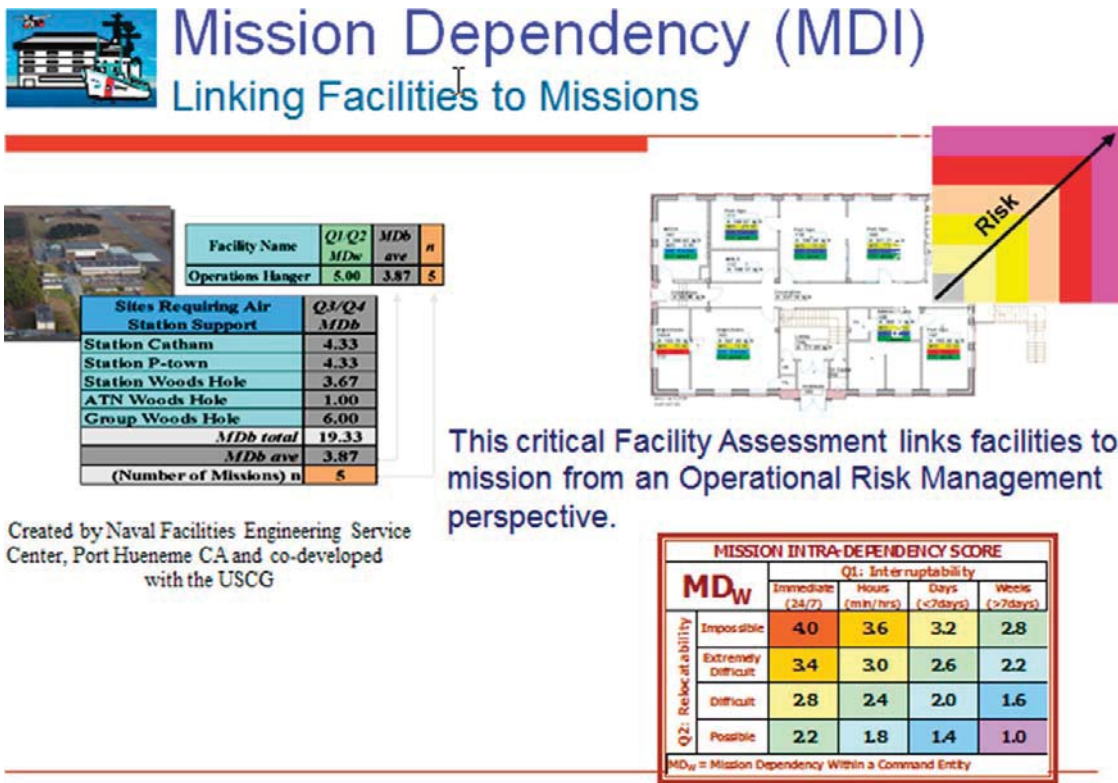 Mission Dependency (MDI)
Linking Facilities to Missions
Risk
Facility Name Q1/Q2 MDw MDb ave n
Operations Hanger 5.00 3.87 5
Sites Requiring Air Station Support Q3/Q4 MDb
Station Catham 4.33
Station P-town 4.33
Station Woods Hole 3.67
ATN Woods Hole 1.00
Group Woods Hole 6.00
MDb total 19.33
MDb ave 3.87
(Number of Missions) n 5
Created by Naval Facilities Engineering Service
Center, Port Hueneme CA and co-developed
with the USCG
This critical Facility Assessment links facilities to
mission from an Operational Risk Management
perspective.
MISSION INTRA-DEPENDENCY SCORE
MDW
Q1: Interruptability
Immediate (24/7) Hours (min/hrs) Days (<7days) Weeks (>7days)
Q2: Relocatability
Impossible 4.0 3.6 3.2 2.8
Extremely Difficult 3.4 3.0 2.6 2.2
Difficult 2.8 2.4 2.0 1.6
Possible 2.2 1.8 1.4 1.0
MDW = Mission Dependency Within a Command Entity